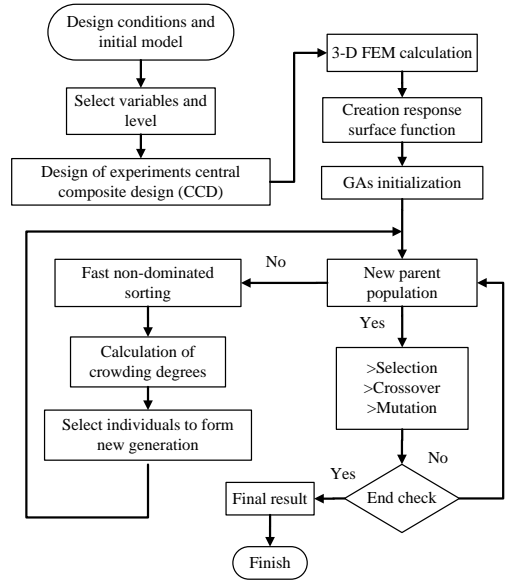 Design conditions and
initial model
Select variables and
level
Design of experiments central
composite design (CCD)
3-D FEM calculation
Creation response
surface function
GAs initialization
New parent
population
No
Fast non-dominated
sorting
Calculation of
crowding degrees
Select individuals to form
new generation
Yes
>Selection
>Crossover
>Mutation
No
End check
Yes
Final result
Finish